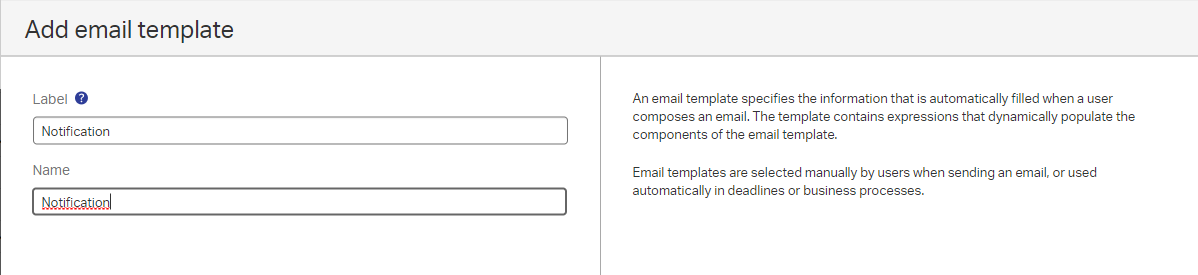 Add email template
Label ?
Notification
Name
Notification
An email template specifies the information that is automatically filled when a user
composes an email. The template contains expressions that dynamically populate the
components of the email template.
Email templates are selected manually by users when sending an email, or used
automatically in deadlines or business processes.